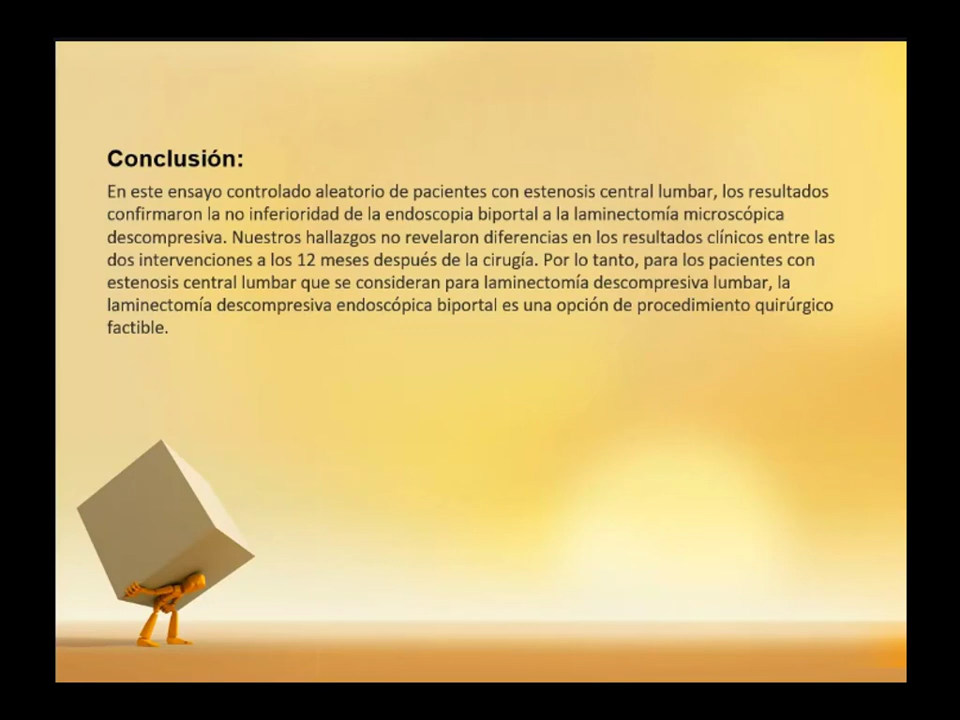 Conclusión:
En este ensayo controlado aleatorio de pacientes con estenosis central lumbar, los resultados
confirmaron la no inferioridad de la endoscopia biportal a la laminectomía microscópica
descompresiva. Nuestros hallazgos no revelaron diferencias en los resultados clínicos entre las
dos intervenciones a los 12 meses después de la cirugía. Por lo tanto, para los pacientes con
estenosis central lumbar que se consideran para laminectomía descompresiva lumbar, la
laminectomía descompresiva endoscópica biportal es una opción de procedimiento quirúrgico
factible.